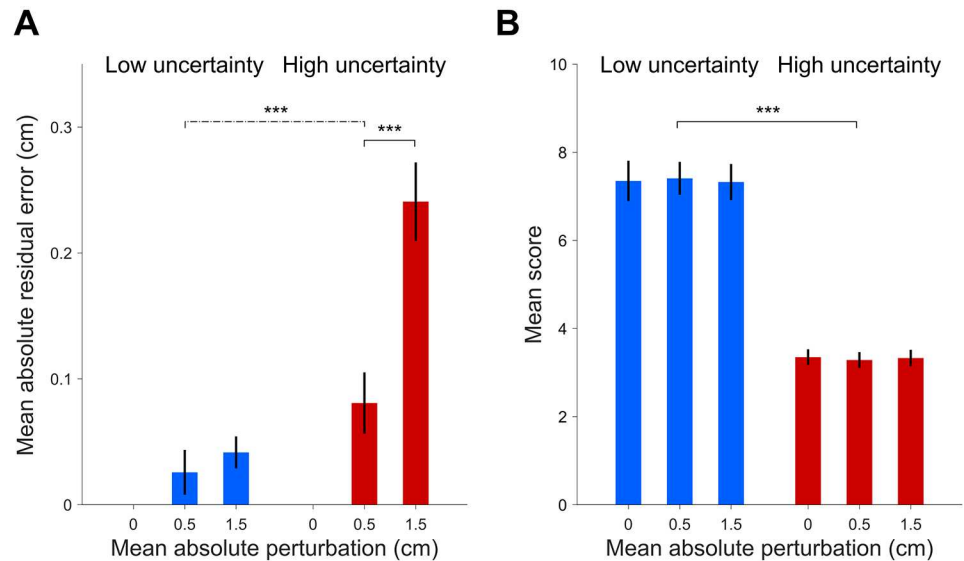 A
Low uncertainty High uncertainty
***
***
0.3
0.2
0.1
0
Mean absolute residual error (cm)
0 0.5 1.5 0 0.5 1.5
Mean absolute perturbation (cm)
B
Low uncertainty High uncertainty
***
10
8
6
4
2
0
Mean score
0 0.5 1.5 0 0.5 1.5
Mean absolute perturbation (cm)